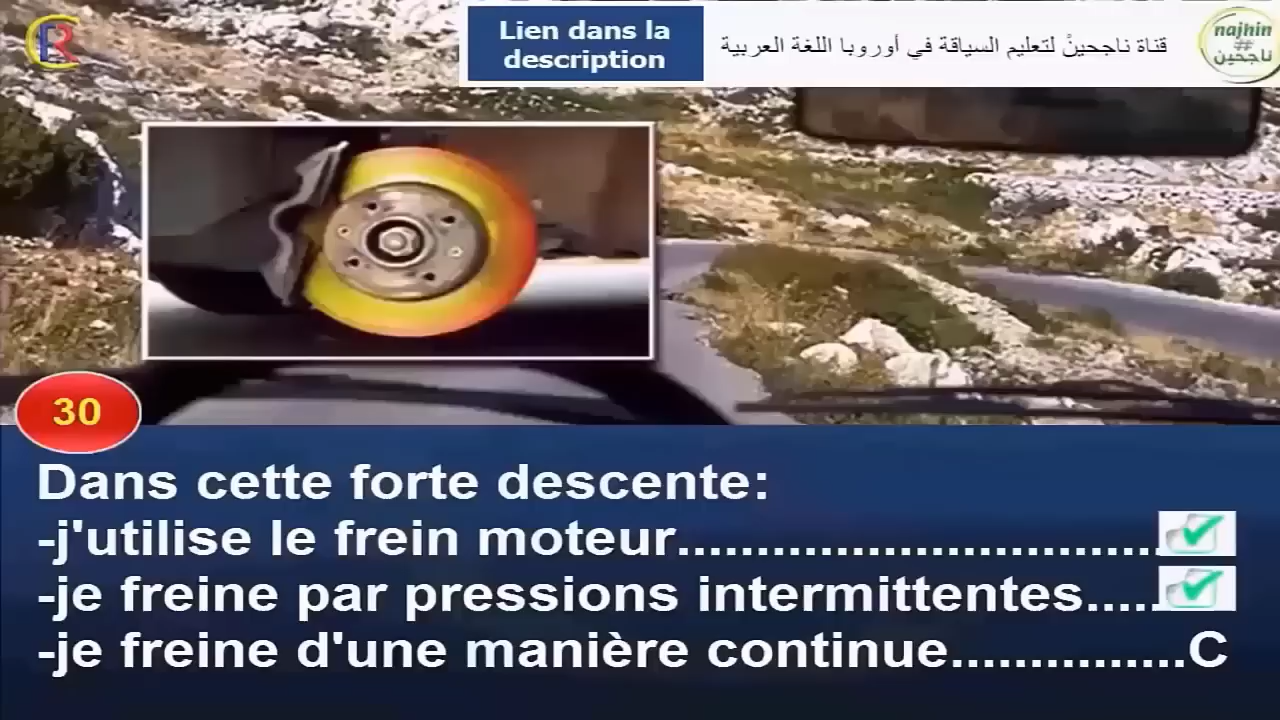 Lien dans la
description
قناة ناجحينْ لتعليم السياقة في أوروبا اللغة العربية
najhin
##
ناجحين
30
Dans cette forte descente:
-j'utilise le frein moteur..............................
-je freine par pressions intermittentes.....
-je freine d'une manière continue...............C